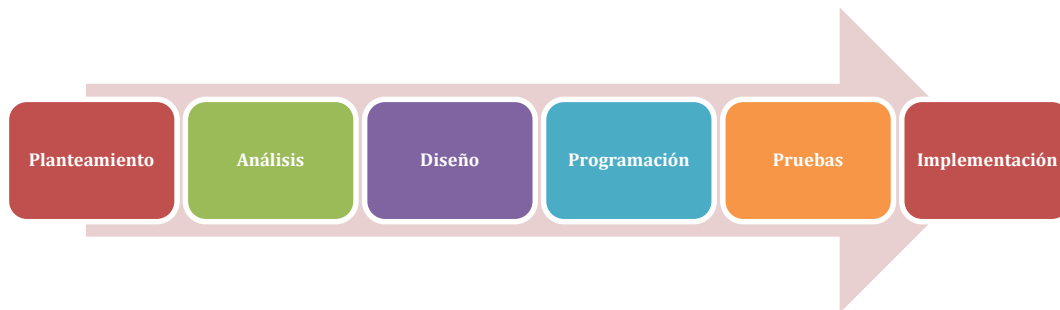 Planteamiento
Análisis
Diseño
Programación
Pruebas
Implementación